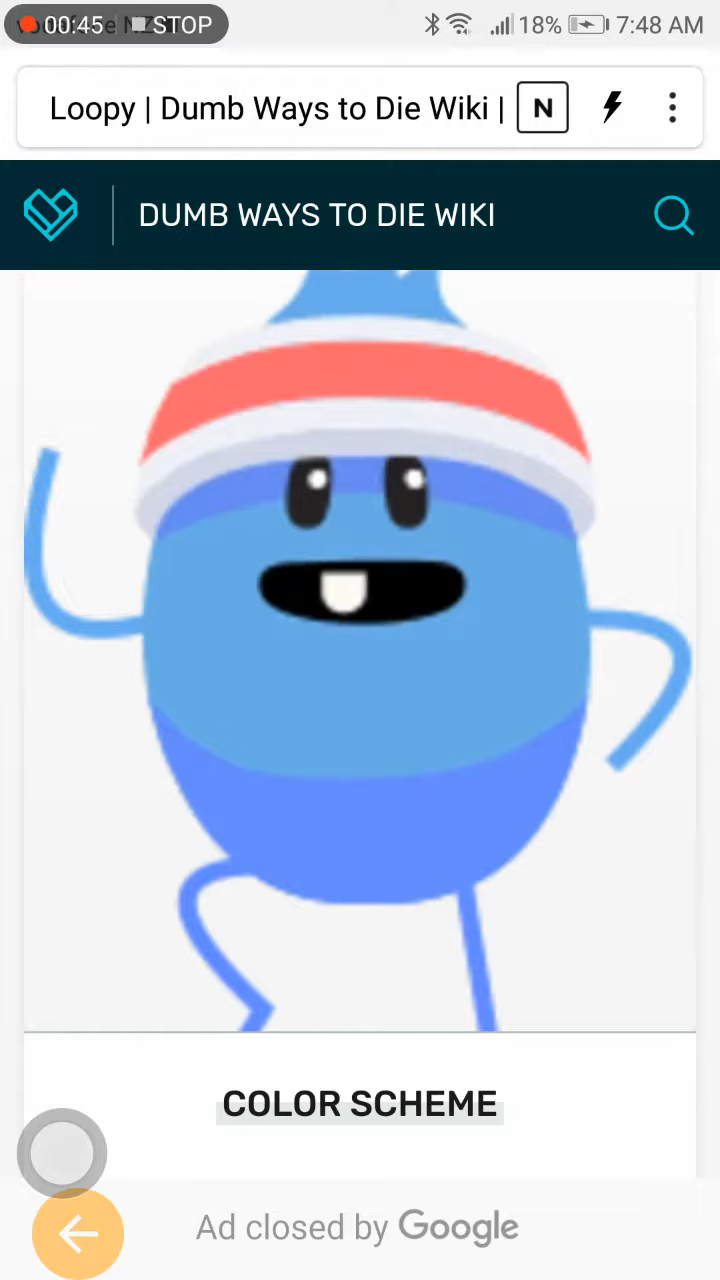 00:45 STOP 18% 7:48 AM
Loopy | Dumb Ways to Die Wiki | N
DUMB WAYS TO DIE WIKI
COLOR SCHEME
Ad closed by Google